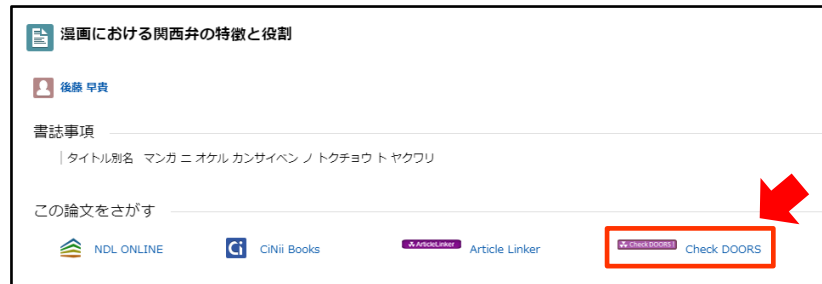 漫画における関西弁の特徴と役割
後藤 早貴
書誌事項
タイトル別名 マンガ ニ オケル カンサイベン ノ トクチョウ ト ヤクワリ
この論文をさがす
NDL ONLINE
Ci CiNii Books
ArticleLinker Article Linker
Check DOORS! Check DOORS